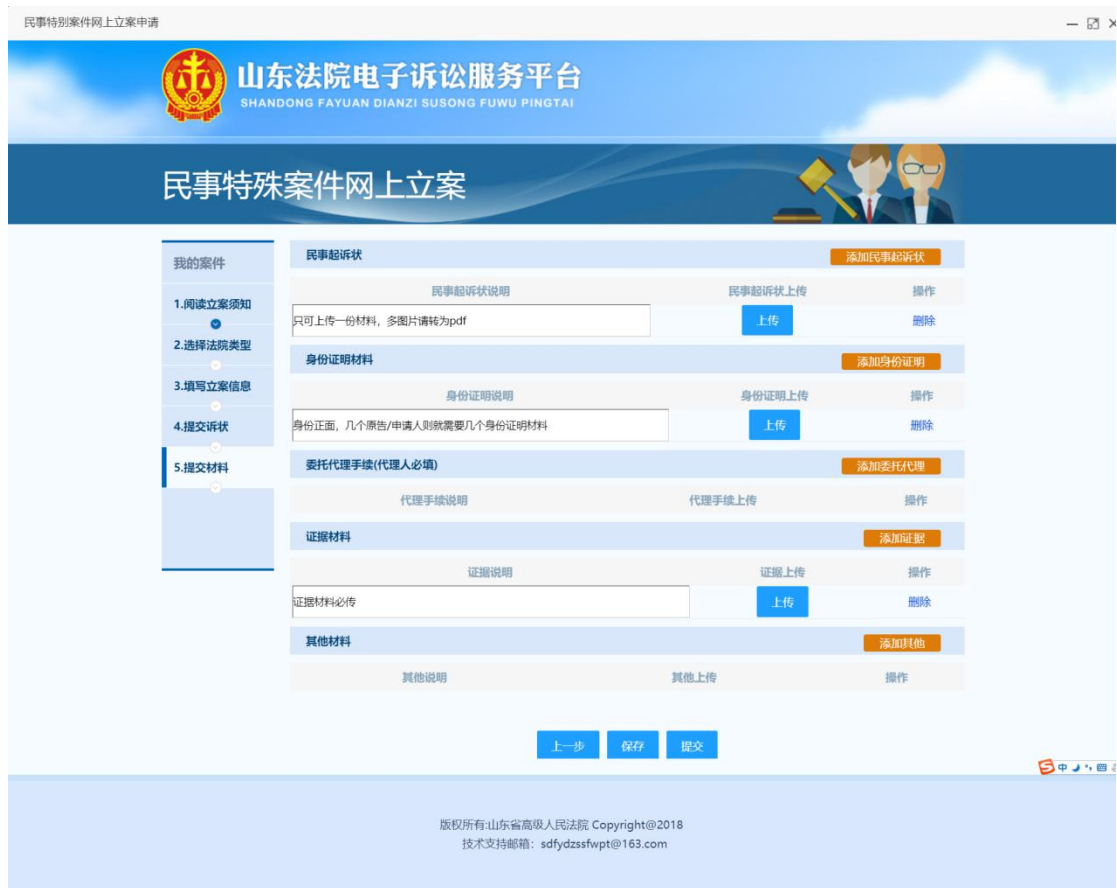 民事特别案件网上立案申请
山东法院电子诉讼服务平台
SHANDONG FAYUAN DIANZI SUSONG FUWU PINGTAI
民事特殊案件网上立案
我的案件
1.阅读立案须知
2.选择法院类型
3.填写立案信息
4.提交诉状
5.提交材料
民事起诉状 添加民事起诉状
民事起诉状说明 民事起诉状上传 操作
只可上传一份材料，多图片请转为pdf 上传 删除
身份证明材料 添加身份证明
身份证明说明 身份证明上传 操作
身份正面，几个原告/申请人则就需要几个身份证明材料 上传 删除
委托代理手续(代理人必填) 添加委托代理
代理手续说明 代理手续上传 操作
证据材料 添加证据
证据说明 证据上传 操作
证据材料必传 上传 删除
其他材料 添加其他
其他说明 其他上传 操作
上一步 保存 提交
中
版权所有:山东省高级人民法院 Copyright@2018
技术支持邮箱：sdfydzssfwpt@163.com